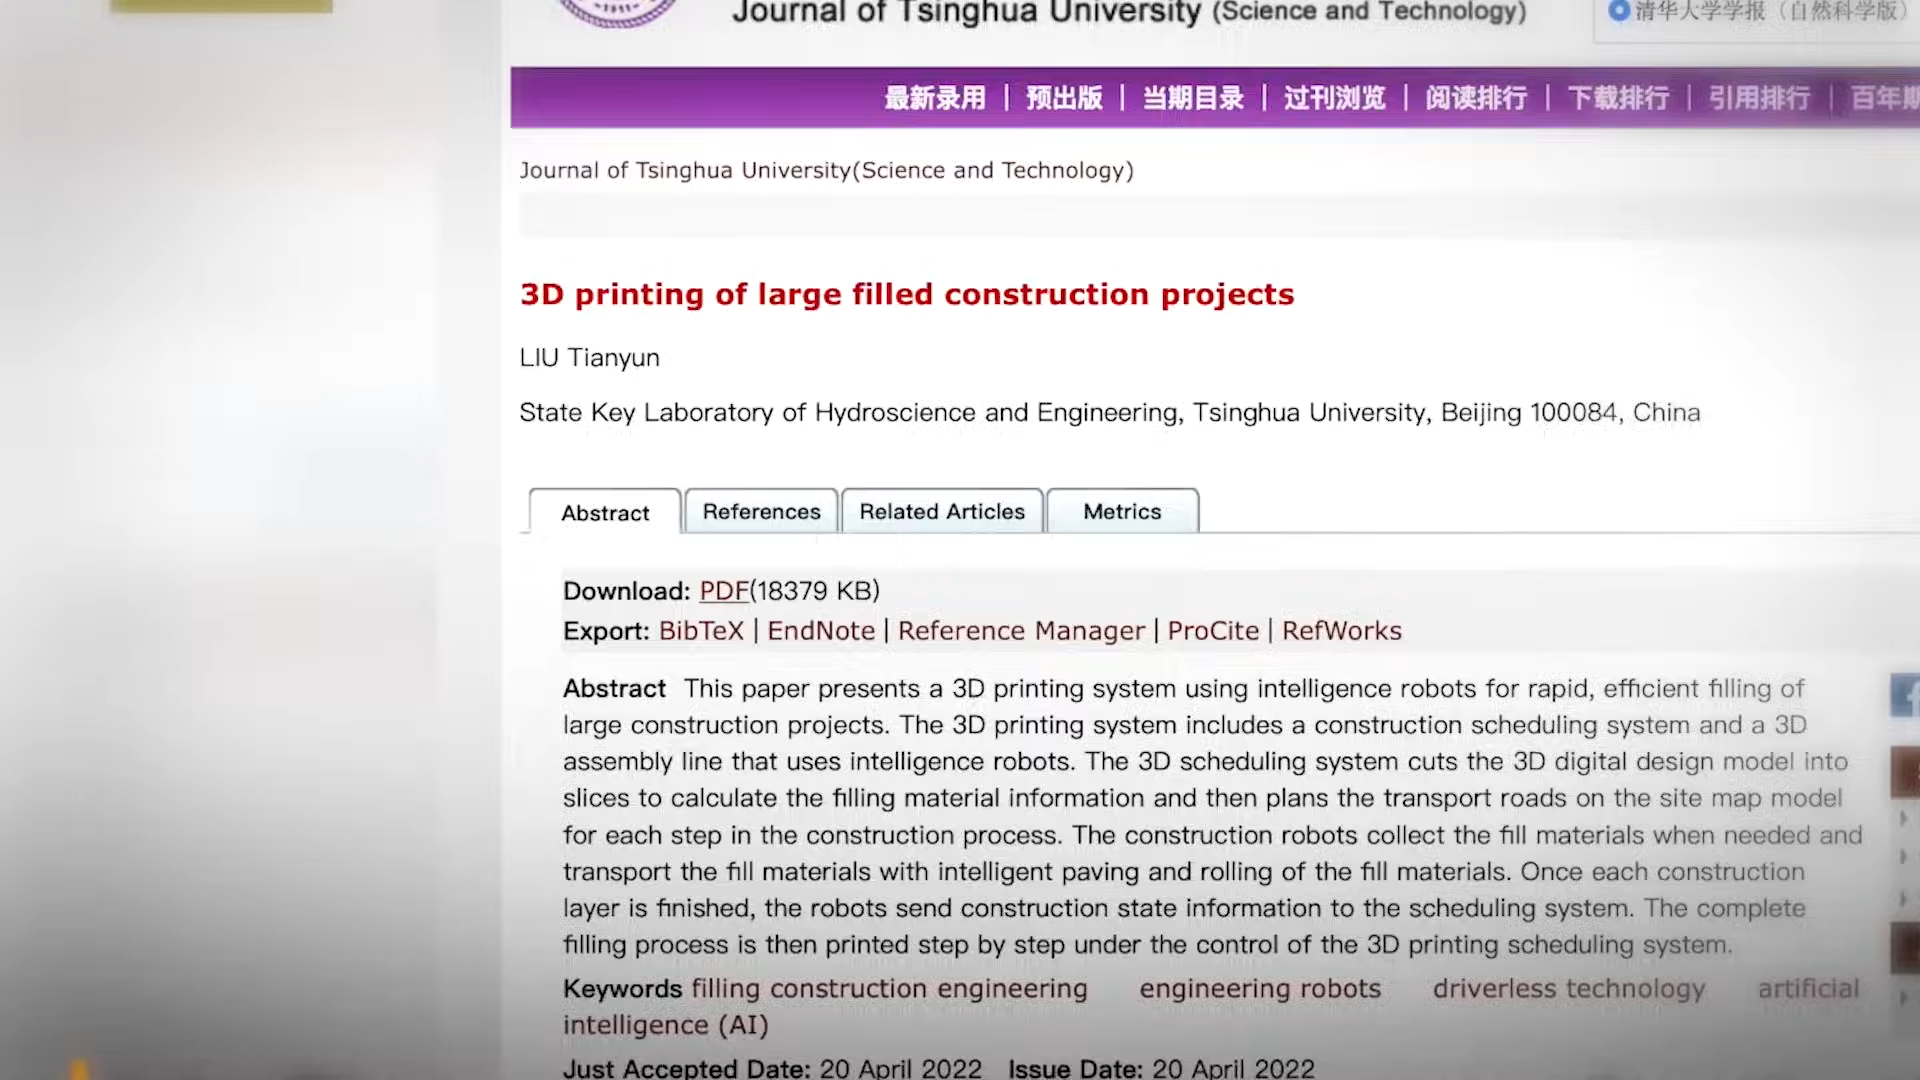 Journal of Tsinghua University (Science and Technology)
清华大学学报（自然科学版）
1911
最新录用 | 预出版 | 当期目录 | 过刊浏览 | 阅读排行 | 下载排行 | 引用排行 | 百年
Journal of Tsinghua University(Science and Technology)
3D printing of large filled construction projects
LIU Tianyun
State Key Laboratory of Hydroscience and Engineering, Tsinghua University, Beijing 100084, China
Abstract References Related Articles Metrics
Download: PDF(18379 KB)
Export: BibTeX | EndNote | Reference Manager | ProCite | RefWorks
Abstract This paper presents a 3D printing system using intelligence robots for rapid, efficient filling of
large construction projects. The 3D printing system includes a construction scheduling system and a 3D
assembly line that uses intelligence robots. The 3D scheduling system cuts the 3D digital design model into
slices to calculate the filling material information and then plans the transport roads on the site map model
for each step in the construction process. The construction robots collect the fill materials when needed and
transport the fill materials with intelligent paving and rolling of the fill materials. Once each construction
layer is finished, the robots send construction state information to the scheduling system. The complete
filling process is then printed step by step under the control of the 3D printing scheduling system.
Keywords filling construction engineering engineering robots driverless technology artificial
intelligence (AI)
Just Accepted Date: 20 April 2022 Issue Date: 20 April 2022